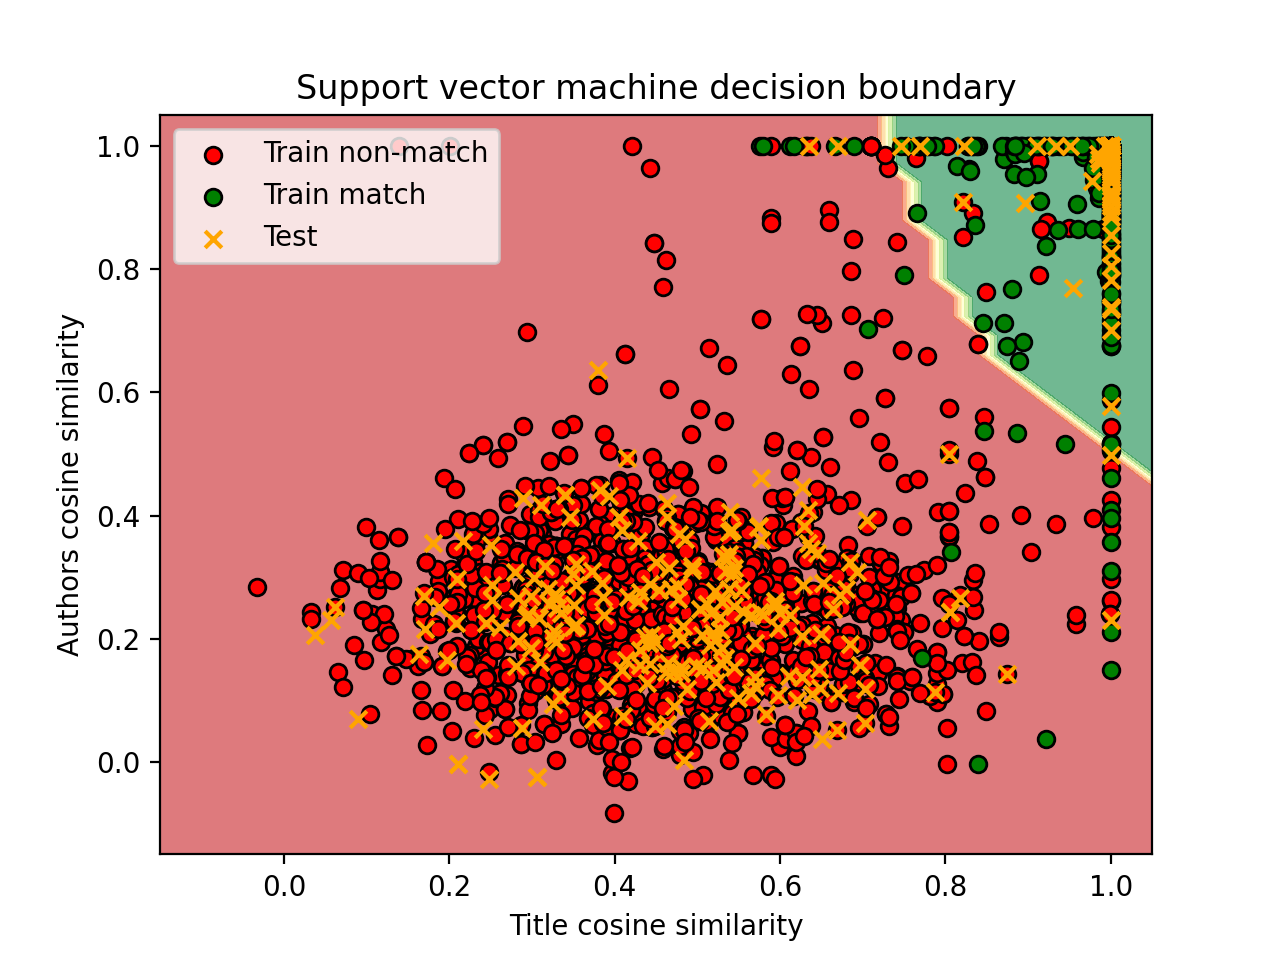 Support vector machine decision boundary
Train non-match
Train match
Test
Authors cosine similarity
1.0
0.8
0.6
0.4
0.2
0.0
0.0 0.2 0.4 0.6 0.8 1.0
Title cosine similarity